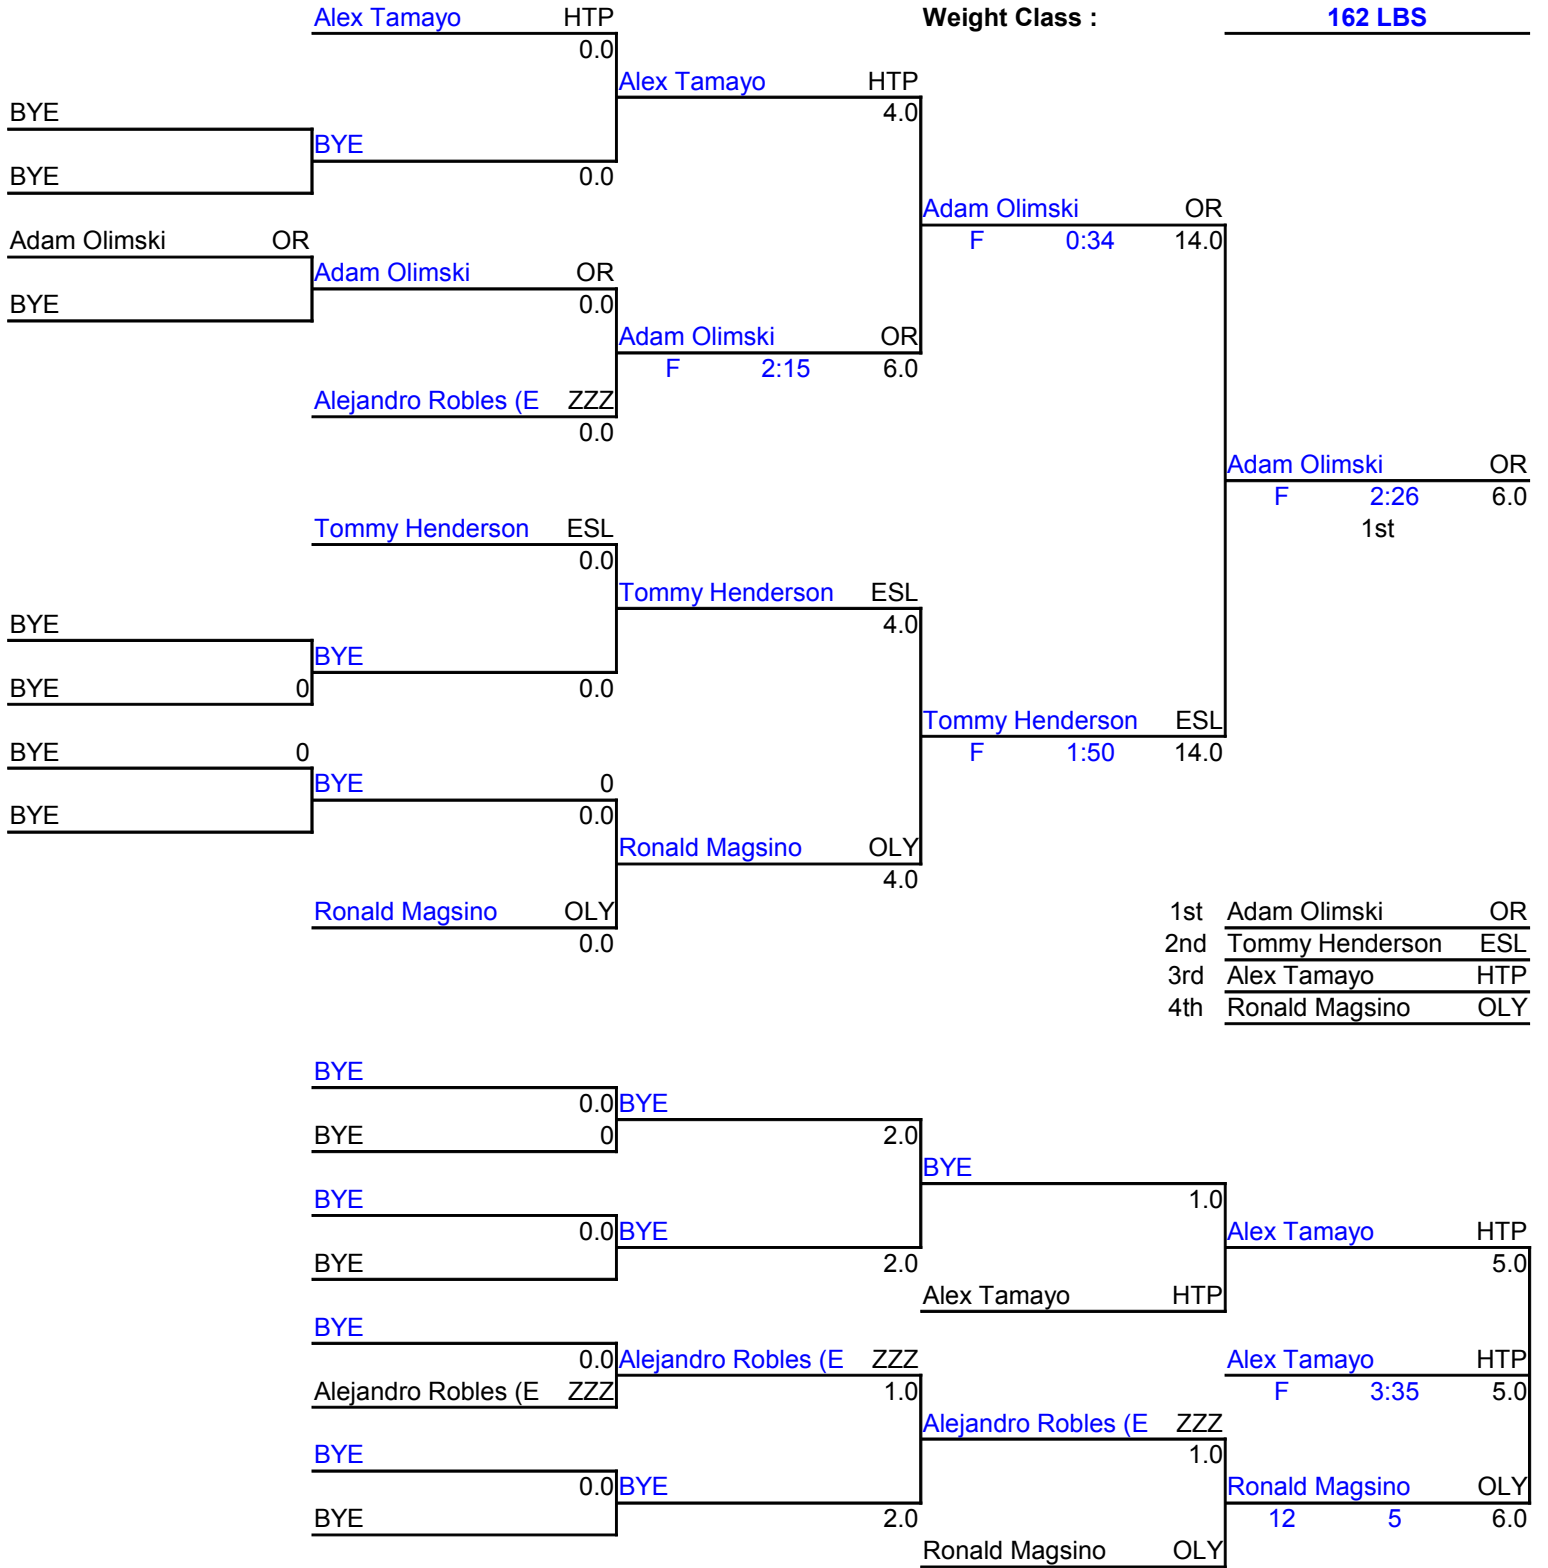 Alex Tamayo HTP Weight Class : 162 LBS
0.0
Alex Tamayo HTP
BYE 4.0
BYE
BYE 0.0
Adam Olimski OR
Adam Olimski OR F 0:34 14.0
Adam Olimski OR
BYE 0.0
Adam Olimski OR
F 2:15 6.0
Alejandro Robles (E ZZZ
0.0
Adam Olimski OR
F 2:26 6.0
Tommy Henderson ESL 1st
0.0
Tommy Henderson ESL
BYE 4.0
BYE
BYE 0 0.0
Tommy Henderson ESL
BYE 0 F 1:50 14.0
BYE 0
BYE 0.0
Ronald Magsino OLY
4.0
Ronald Magsino OLY 1st Adam Olimski OR
0.0 2nd Tommy Henderson ESL
3rd Alex Tamayo HTP
4th Ronald Magsino OLY
BYE
0.0 BYE
BYE 0 2.0
BYE
BYE 1.0
0.0 BYE Alex Tamayo HTP
BYE 2.0 5.0
Alex Tamayo HTP
BYE
0.0 Alejandro Robles (E ZZZ Alex Tamayo HTP
Alejandro Robles (E ZZZ 1.0 F 3:35 5.0
Alejandro Robles (E ZZZ
BYE 1.0
0.0 BYE Ronald Magsino OLY
BYE 2.0 12 5 6.0
Ronald Magsino OLY